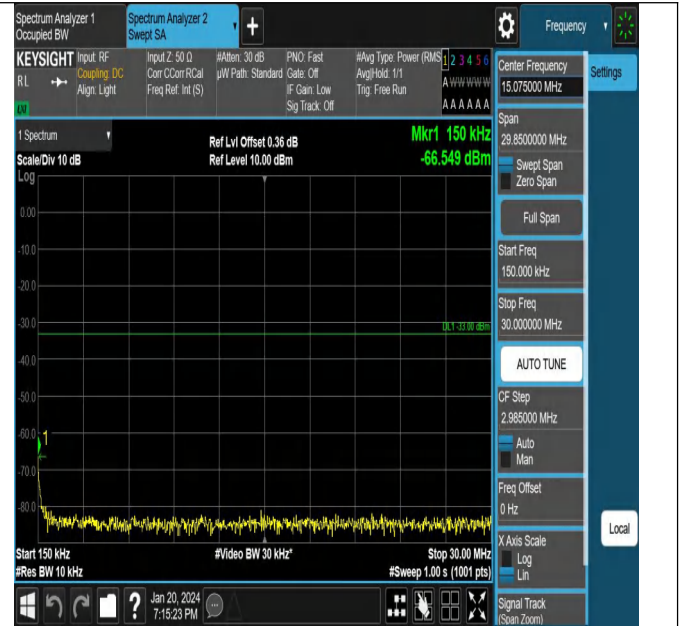 Spectrum Analyzer 1
Occupied BW
Spectrum Analyzer 2
Swept SA
+
Frequency
KEYSIGHT
RL
Input: RF
Coupling: DC
Align: Light
Input Z: 50 Ω
Corr CCorr RCal
Freq Ref: Int (S)
#Atten: 30 dB
µW Path: Standard
PNO: Fast
Gate: Off
IF Gain: Low
Sig Track: Off
#Avg Type: Power (RMS
Avg|Hold: 1/1
Trig: Free Run
1 2 3 4 5 6
A W W W W W
A A A A A A
1 Spectrum
Scale/Div 10 dB
Ref Lvl Offset 0.36 dB
Ref Level 10.00 dBm
Mkr1 150 kHz
-66.549 dBm
Log
0.00
-10.0
-20.0
-30.0
DL1 -33.00 dBm
-40.0
-50.0
-60.0
1
-70.0
-80.0
Start 150 kHz
#Res BW 10 kHz
#Video BW 30 kHz*
Stop 30.00 MHz
#Sweep 1.00 s (1001 pts)
Jan 20, 2024
7:15:23 PM
?
Center Frequency
15.075000 MHz
Settings
Span
29.8500000 MHz
Swept Span
Zero Span
Full Span
Start Freq
150.000 kHz
Stop Freq
30.000000 MHz
AUTO TUNE
CF Step
2.985000 MHz
Auto
Man
Freq Offset
0 Hz
Local
X Axis Scale
Log
Lin
Signal Track
(Span Zoom)